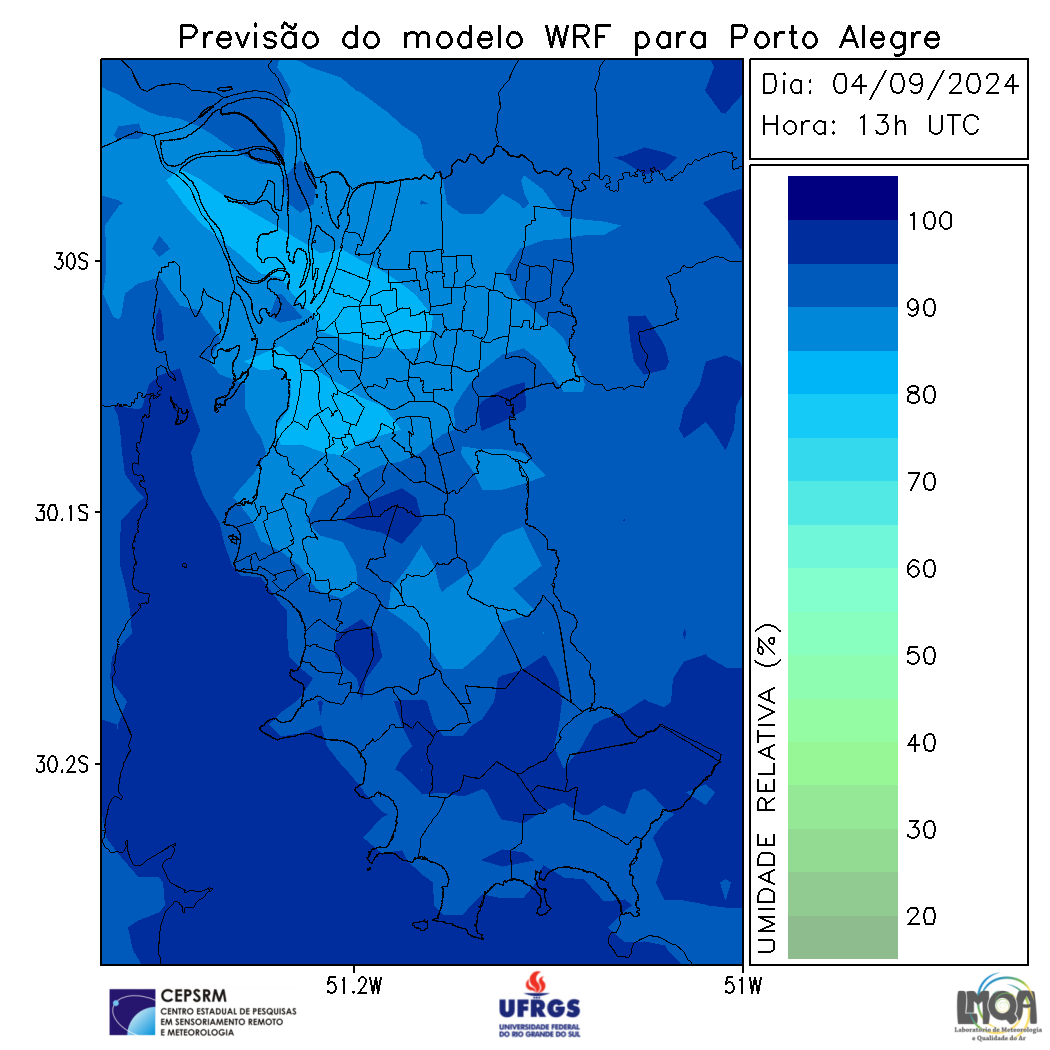 Previsão do modelo WRF para Porto Alegre
Dia: 04/09/2024
Hora: 13h UTC
30S
30.1S
30.2S
51.2W
51W
UMIDADE RELATIVA (%)
100
90
80
70
60
50
40
30
20
CEPSRM
CENTRO ESTADUAL DE PESQUISAS
EM SENSORIAMENTO REMOTO
E METEOROLOGIA
UFRGS
UNIVERSIDADE FEDERAL
DO RIO GRANDE DO SUL
LMQA
Laboratório de Meteorologia
e Qualidade do Ar